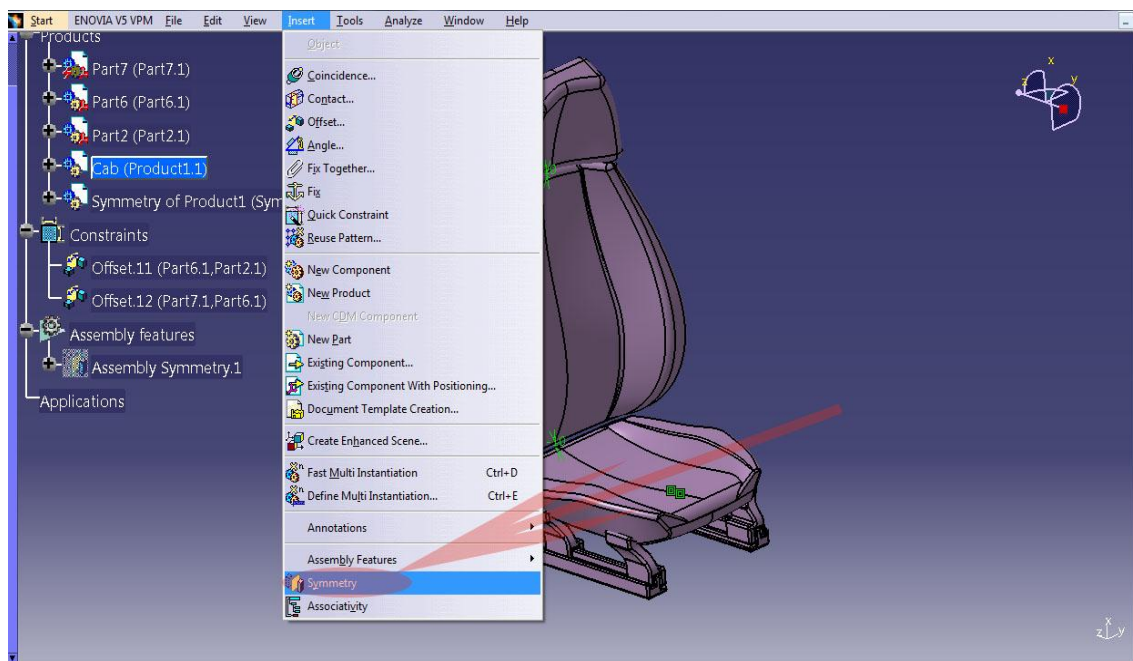 Start ENOVIA V5 VPM File Edit View Insert Tools Analyze Window Help
Products
Part7 (Part7.1)
Part6 (Part6.1)
Part2 (Part2.1)
Cab (Product1.1)
Symmetry of Product1 (Sym
Constraints
Offset.11 (Part6.1,Part2.1)
Offset.12 (Part7.1,Part6.1)
Assembly features
Assembly Symmetry.1
Applications
Object
Coincidence...
Contact...
Offset...
Angle...
Fix Together...
Fix
Quick Constraint
Reuse Pattern...
New Component
New Product
New CDM Component
New Part
Existing Component...
Existing Component With Positioning...
Document Template Creation...
Create Enhanced Scene...
Fast Multi Instantiation Ctrl+D
Define Multi Instantiation... Ctrl+E
Annotations
Assembly Features
Symmetry
Associativity
x
z y
x
z y